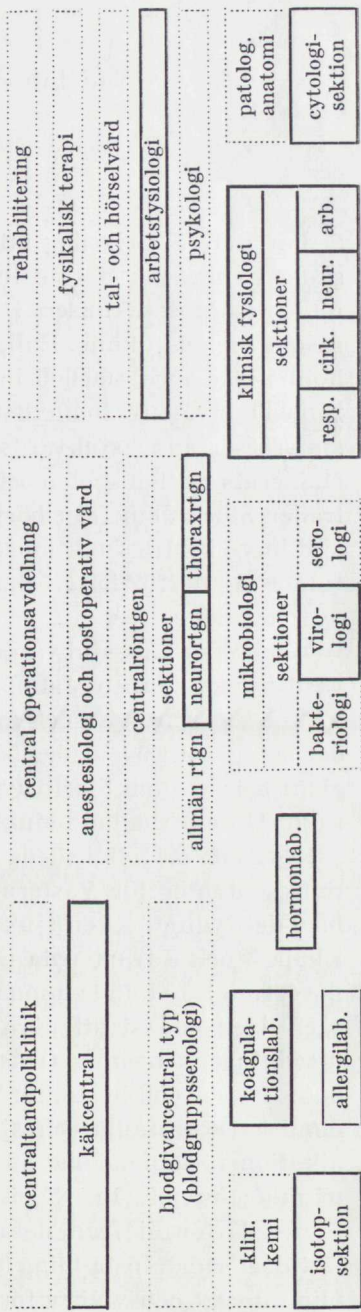 centraltandpoliklinik
käkcentral
blodgivarcentral typ I
(blodgruppsserologi)
klin.
kemi
isotop-
sektion
koagula-
tionslab.
allergilab.
hormonlab.
central operationsavdelning
anestesiologi och postoperativ vård
centralröntgen
sektioner
allmän rtgn neurortgn thoraxrtgn
mikrobiologi
sektioner
bakte-
riologi
viro-
logi
sero-
logi
rehabilitering
fysikalisk terapi
tal- och hörselvård
arbetsfysiologi
psykologi
klinisk fysiologi
sektioner
resp. cirk. neur. arb.
patolog.
anatomi
cytologi-
sektion